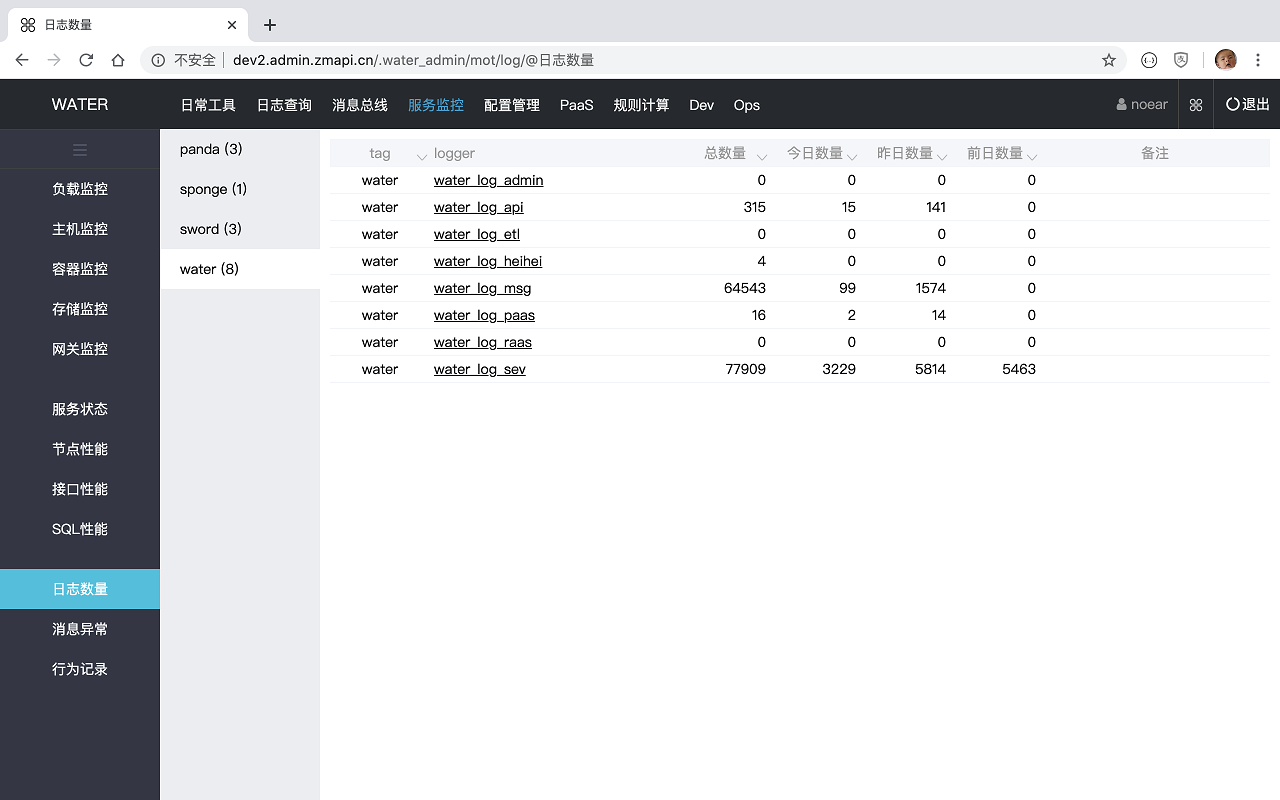 日志数量
不安全 dev2.admin.zmapi.cn/.water_admin/mot/log/@日志数量
WATER 日常工具 日志查询 消息总线 服务监控 配置管理 PaaS 规则计算 Dev Ops noear 退出
负载监控
主机监控
容器监控
存储监控
网关监控
服务状态
节点性能
接口性能
SQL性能
日志数量
消息异常
行为记录
panda (3)
sponge (1)
sword (3)
water (8)
tag logger 总数量 今日数量 昨日数量 前日数量 备注
water water_log_admin 0 0 0 0
water water_log_api 315 15 141 0
water water_log_etl 0 0 0 0
water water_log_heihei 4 0 0 0
water water_log_msg 64543 99 1574 0
water water_log_paas 16 2 14 0
water water_log_raas 0 0 0 0
water water_log_sev 77909 3229 5814 5463